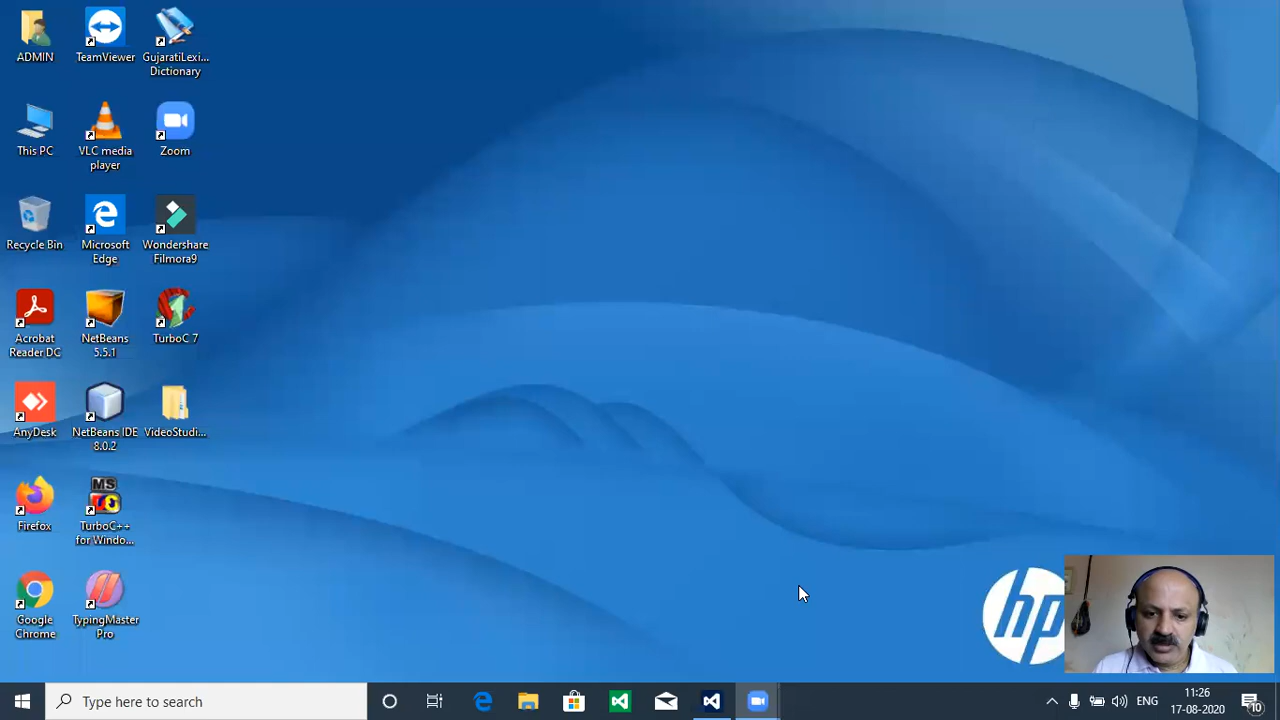 ADMIN
TeamViewer
GujaratiLexi...
Dictionary
This PC
VLC media
player
Zoom
Recycle Bin
Microsoft
Edge
Wondershare
Filmora9
Acrobat
Reader DC
NetBeans
5.5.1
TurboC 7
AnyDesk
NetBeans IDE
8.0.2
VideoStudi...
Firefox
MS
TurboC++
for Windo...
Google
Chrome
TypingMaster
Pro
hp
Type here to search
ENG
11:26
17-08-2020
10